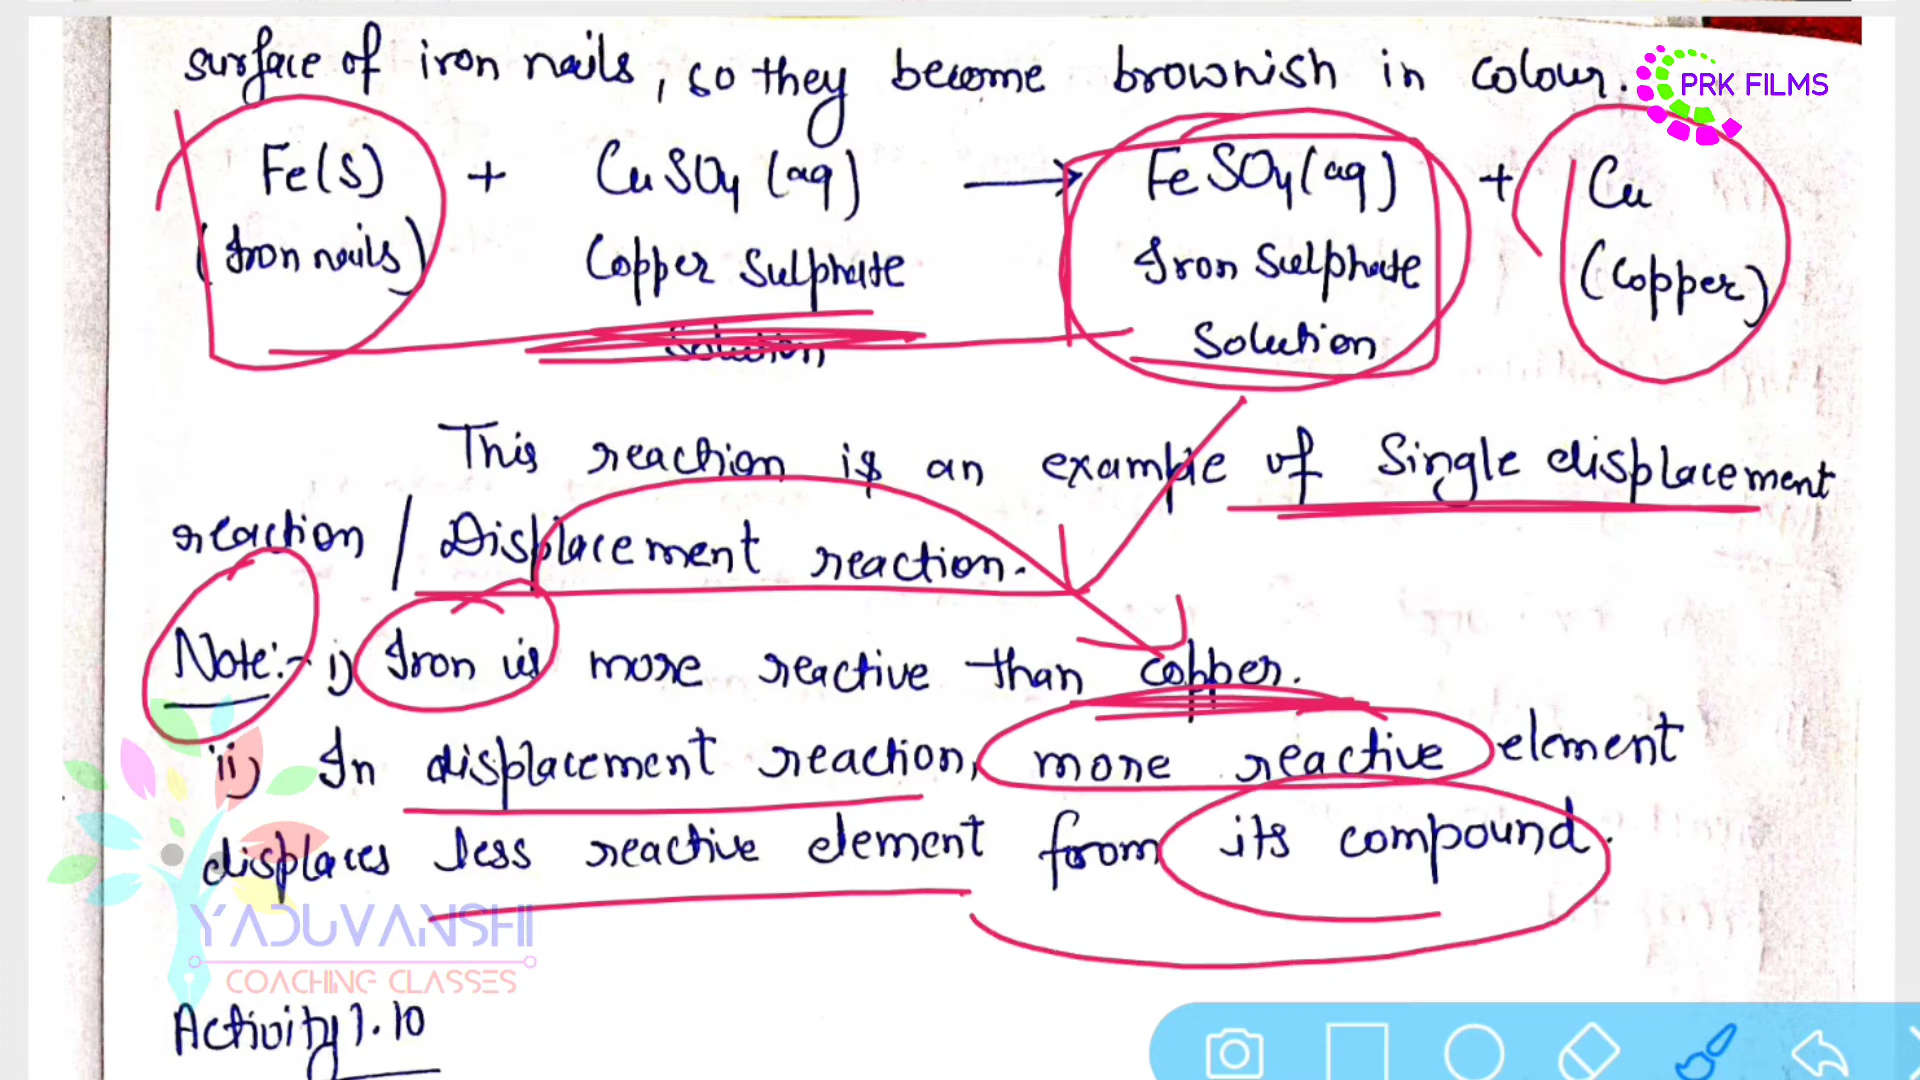 surface of iron nails, so they become brownish in colour.
PRK FILMS
Fe(s) + CuSO4 (aq) → FeSO4(aq) + Cu
(Iron nails) Copper Sulphate Iron Sulphate (Copper)
Solution Solution
This reaction is an example of Single displacement
reaction / Displacement reaction.
Note:- i) Iron is more reactive than copper.
ii) In displacement reaction, more reactive element
displaces less reactive element from its compound.
YADUVANSHI
COACHING CLASSES
Activity 1.10